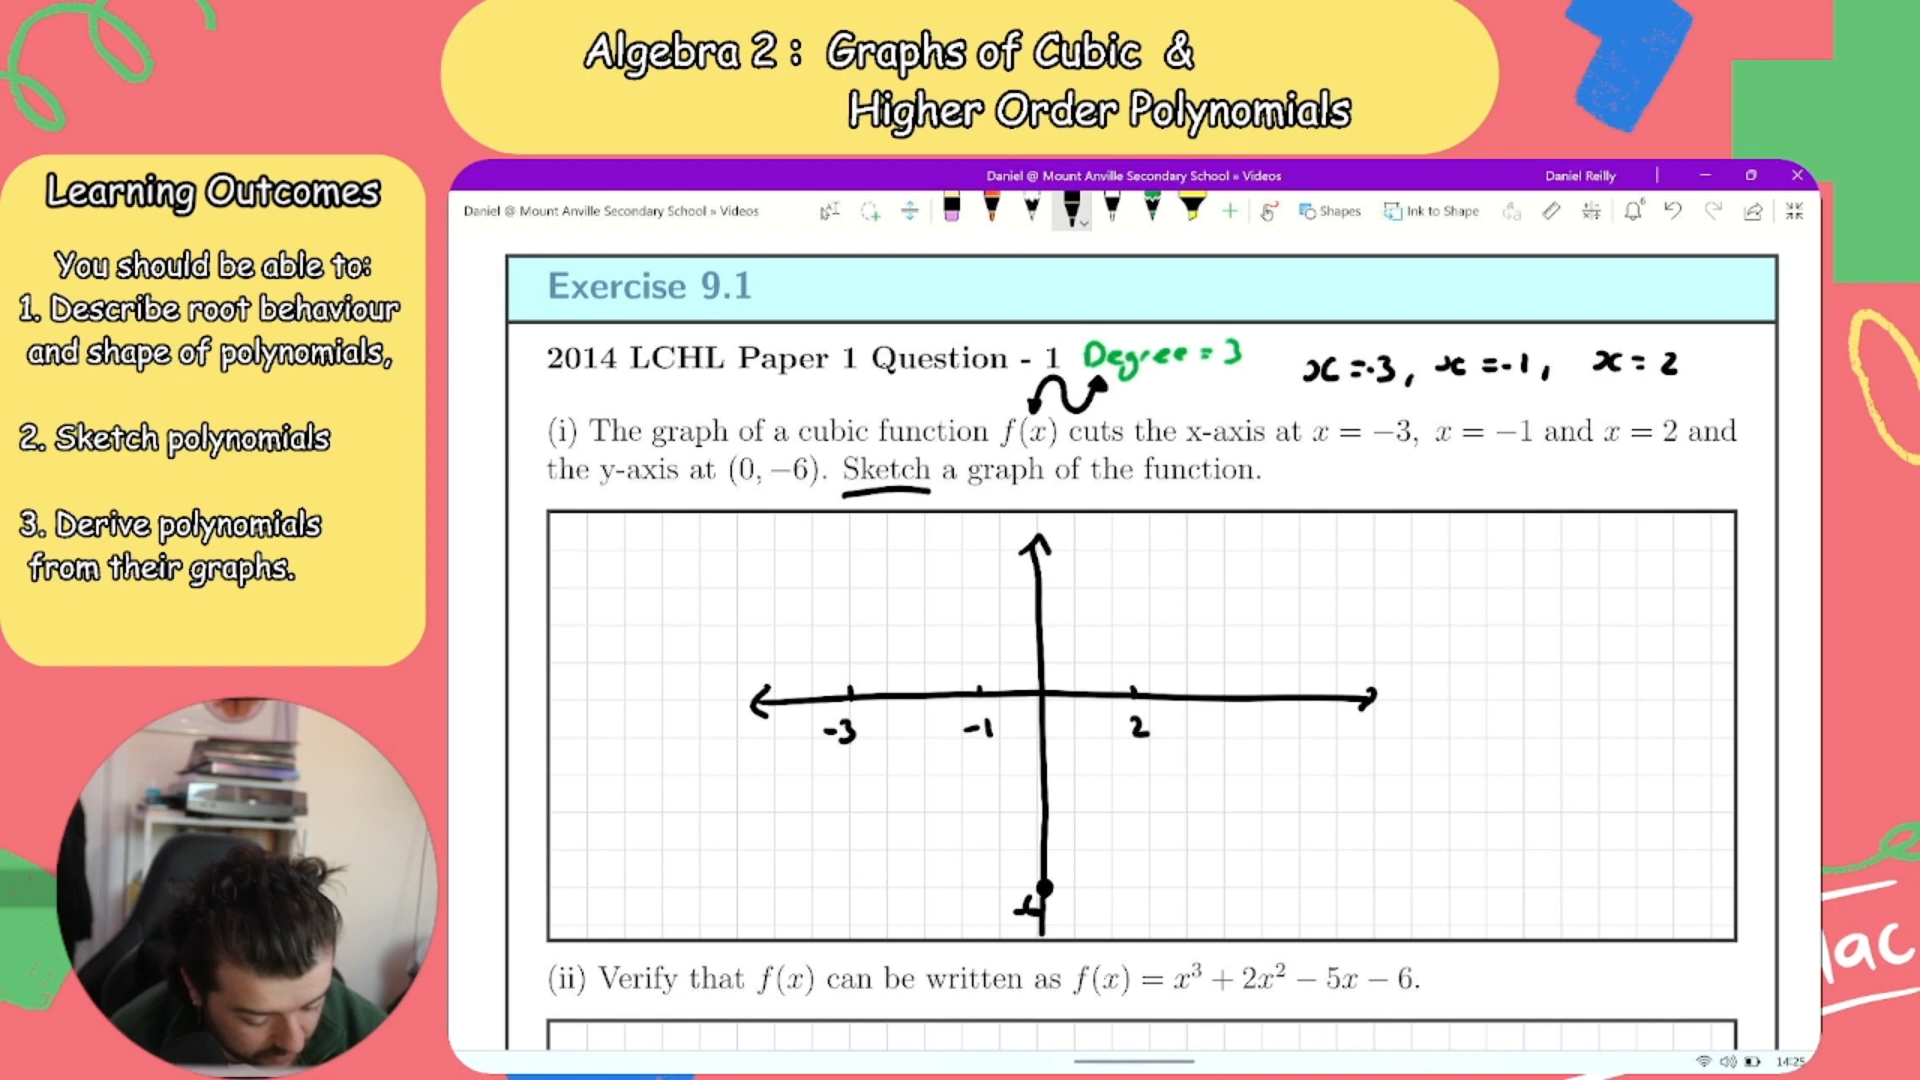 Algebra 2 : Graphs of Cubic &
Higher Order Polynomials
Learning Outcomes
You should be able to:
1. Describe root behaviour
and shape of polynomials,
2. Sketch polynomials
3. Derive polynomials
from their graphs.
Daniel @ Mount Anville Secondary School » Videos
Daniel Reilly
Daniel @ Mount Anville Secondary School » Videos
Shapes
Ink to Shape
6
Exercise 9.1
2014 LCHL Paper 1 Question - 1 Degree = 3 x = -3, x = -1, x = 2
(i) The graph of a cubic function f(x) cuts the x-axis at x = −3, x = −1 and x = 2 and
the y-axis at (0, −6). Sketch a graph of the function.
-3 -1 2
(ii) Verify that f(x) can be written as f(x) = x³ + 2x² − 5x − 6.
14:25